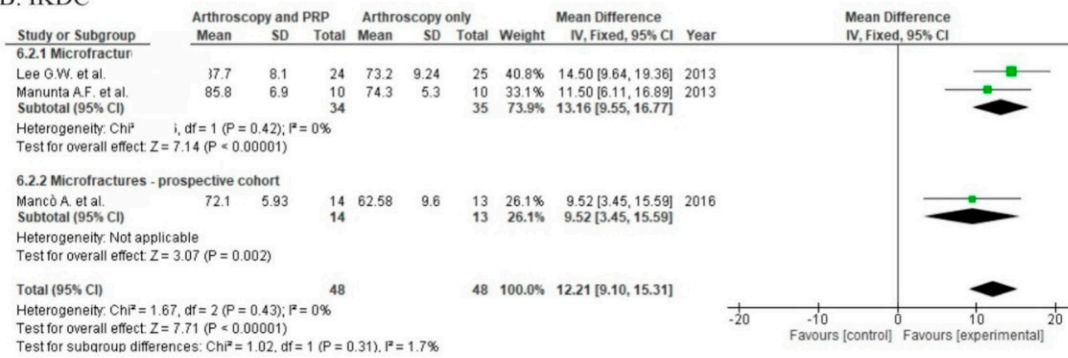 B. IKDC
Arthroscopy and PRP Arthroscopy only Mean Difference Mean Difference
Study or Subgroup Mean SD Total Mean SD Total Weight IV, Fixed, 95% CI Year IV, Fixed, 95% CI
6.2.1 Microfractur
Lee G.W. et al. 37.7 8.1 24 73.2 9.24 25 40.8% 14.50 [9.64, 19.36] 2013
Manunta A.F. et al. 85.8 6.9 10 74.3 5.3 10 33.1% 11.50 [6.11, 16.89] 2013
Subtotal (95% CI) 34 35 73.9% 13.16 [9.55, 16.77]
Heterogeneity: Chi² , df = 1 (P = 0.42); I² = 0%
Test for overall effect: Z = 7.14 (P < 0.00001)
6.2.2 Microfractures - prospective cohort
Mancò A. et al. 72.1 5.93 14 62.58 9.6 13 26.1% 9.52 [3.45, 15.59] 2016
Subtotal (95% CI) 14 13 26.1% 9.52 [3.45, 15.59]
Heterogeneity: Not applicable
Test for overall effect: Z = 3.07 (P = 0.002)
Total (95% CI) 48 48 100.0% 12.21 [9.10, 15.31]
Heterogeneity: Chi² = 1.67, df = 2 (P = 0.43); I² = 0%
Test for overall effect: Z = 7.71 (P < 0.00001)
Test for subgroup differences: Chi² = 1.02, df = 1 (P = 0.31), I² = 1.7%
-20 -10 0 10 20
Favours [control] Favours [experimental]